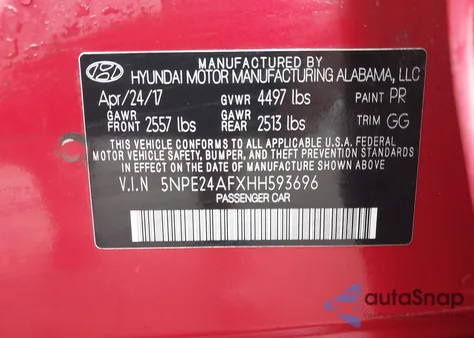 MANUFACTURED BY
HYUNDAI MOTOR MANUFACTURING ALABAMA, LLC
Apr/24/17 GVWR 4497 lbs PAINT PR
GAWR FRONT 2557 lbs GAWR REAR 2513 lbs TRIM GG
THIS VEHICLE CONFORMS TO ALL APPLICABLE FEDERAL
MOTOR VEHICLE SAFETY, BUMPER, AND THEFT PREVENTION
STANDARDS IN EFFECT ON THE DATE OF MANUFACTURE SHOWN ABOVE.
V.I.N 5NPE24AFXHH593696
PASSENGER CAR
autoSnap